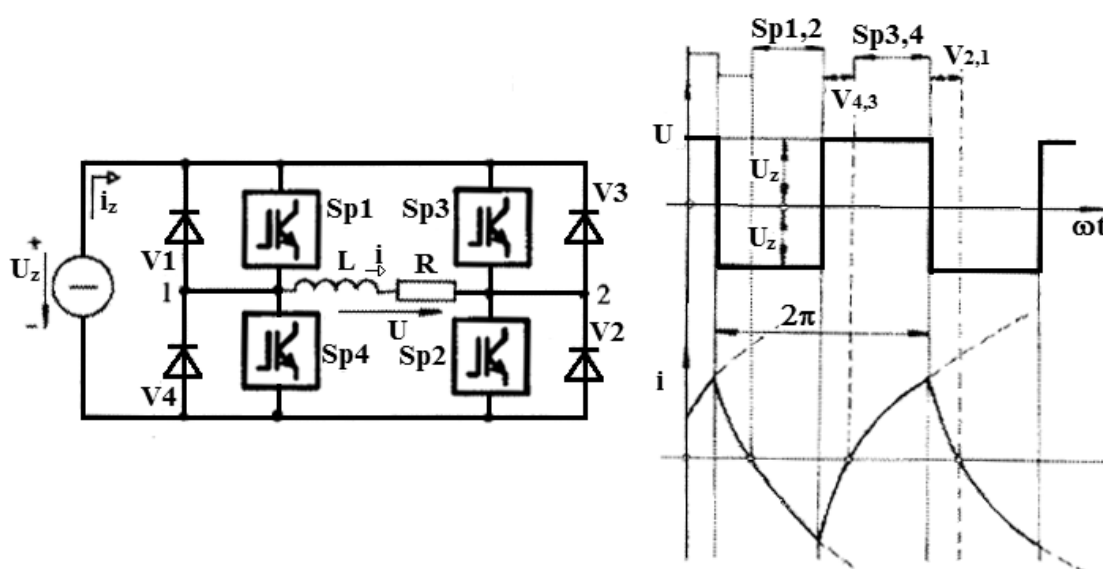 Sp1,2
Sp3,4
V2,1
V4,3
U
Uz
Uz
ωt
2π
i
iz
+
Uz
−
V1
1
V4
Sp1
Sp3
V3
L
i
R
2
U
Sp4
Sp2
V2